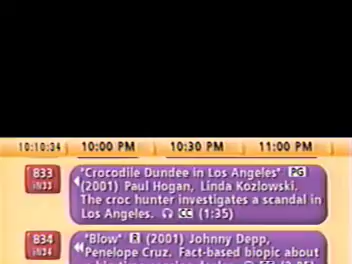 10:10:34 10:00 PM 10:30 PM 11:00 PM
833 "Crocodile Dundee in Los Angeles" PG
(2001) Paul Hogan, Linda Kozlowski.
The croc hunter investigates a scandal in
Los Angeles. CC (1:35)
834 "Blow" R (2001) Johnny Depp,
Penelope Cruz. Fact-based biopic about